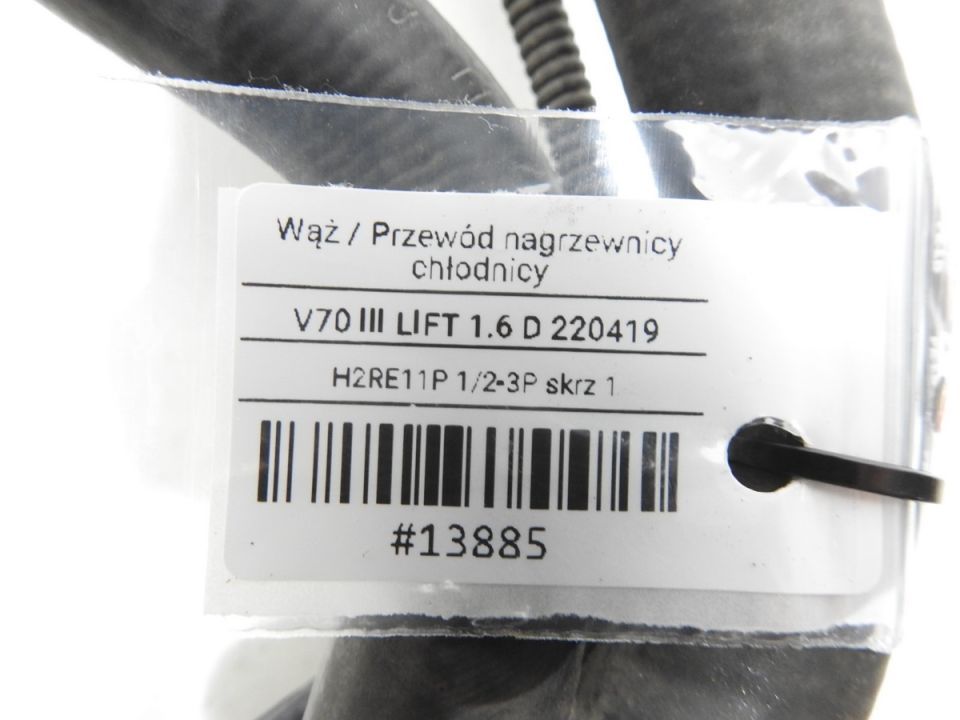 Wąż / Przewód nagrzewnicy
chłodnicy
V70 III LIFT 1.6 D 220419
H2RE11P 1/2-3P skrz 1
#13885